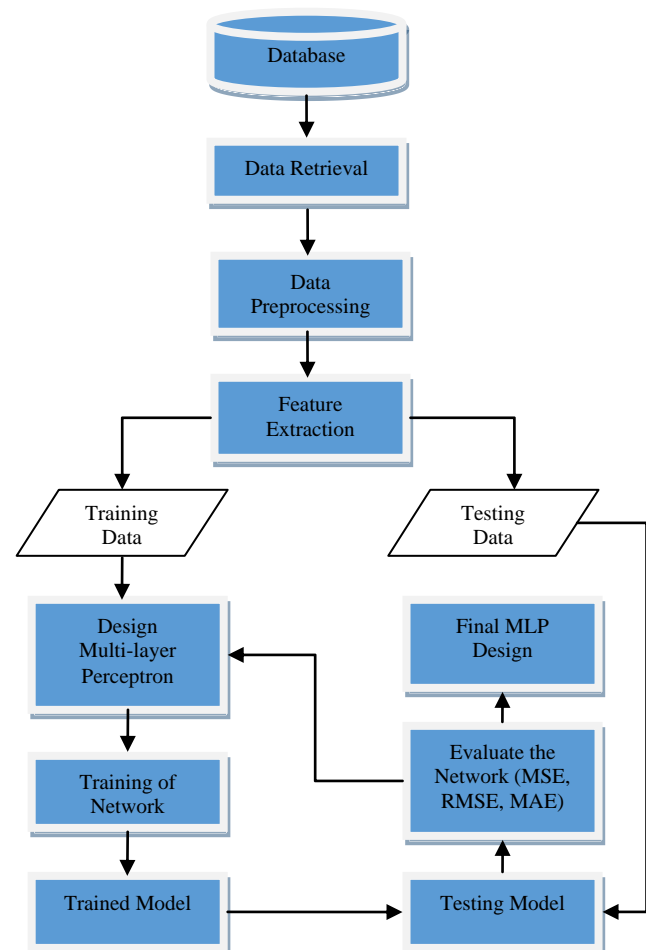 Database
Data Retrieval
Data
Preprocessing
Feature
Extraction
Training
Data
Testing
Data
Design
Multi-layer
Perceptron
Final MLP
Design
Training of
Network
Evaluate the
Network (MSE,
RMSE, MAE)
Trained Model
Testing Model